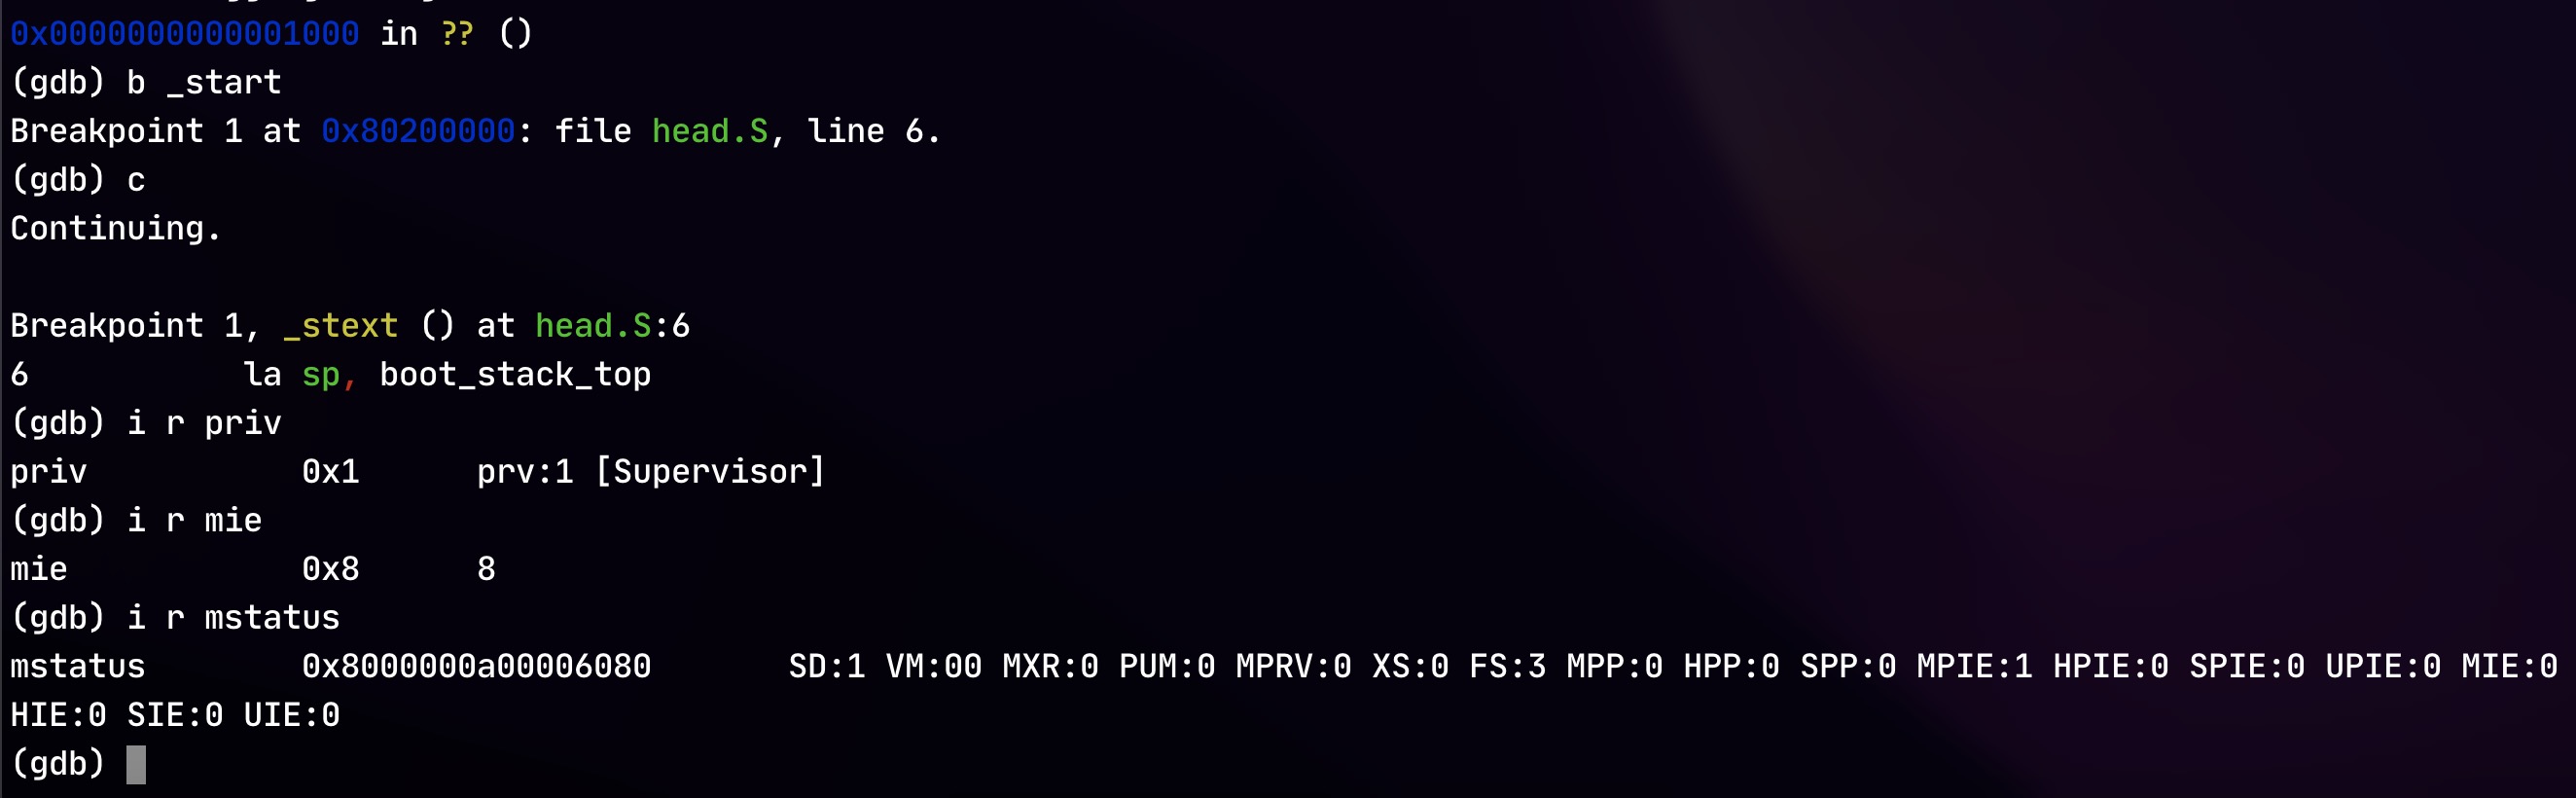 0x0000000000001000 in ?? ()
(gdb) b _start
Breakpoint 1 at 0x80200000: file head.S, line 6.
(gdb) c
Continuing.
Breakpoint 1, _stext () at head.S:6
6           la sp, boot_stack_top
(gdb) i r priv
priv           0x1      prv:1 [Supervisor]
(gdb) i r mie
mie            0x8      8
(gdb) i r mstatus
mstatus        0x8000000a00006080       SD:1 VM:00 MXR:0 PUM:0 MPRV:0 XS:0 FS:3 MPP:0 HPP:0 SPP:0 MPIE:1 HPIE:0 SPIE:0 UPIE:0 MIE:0
HIE:0 SIE:0 UIE:0
(gdb)